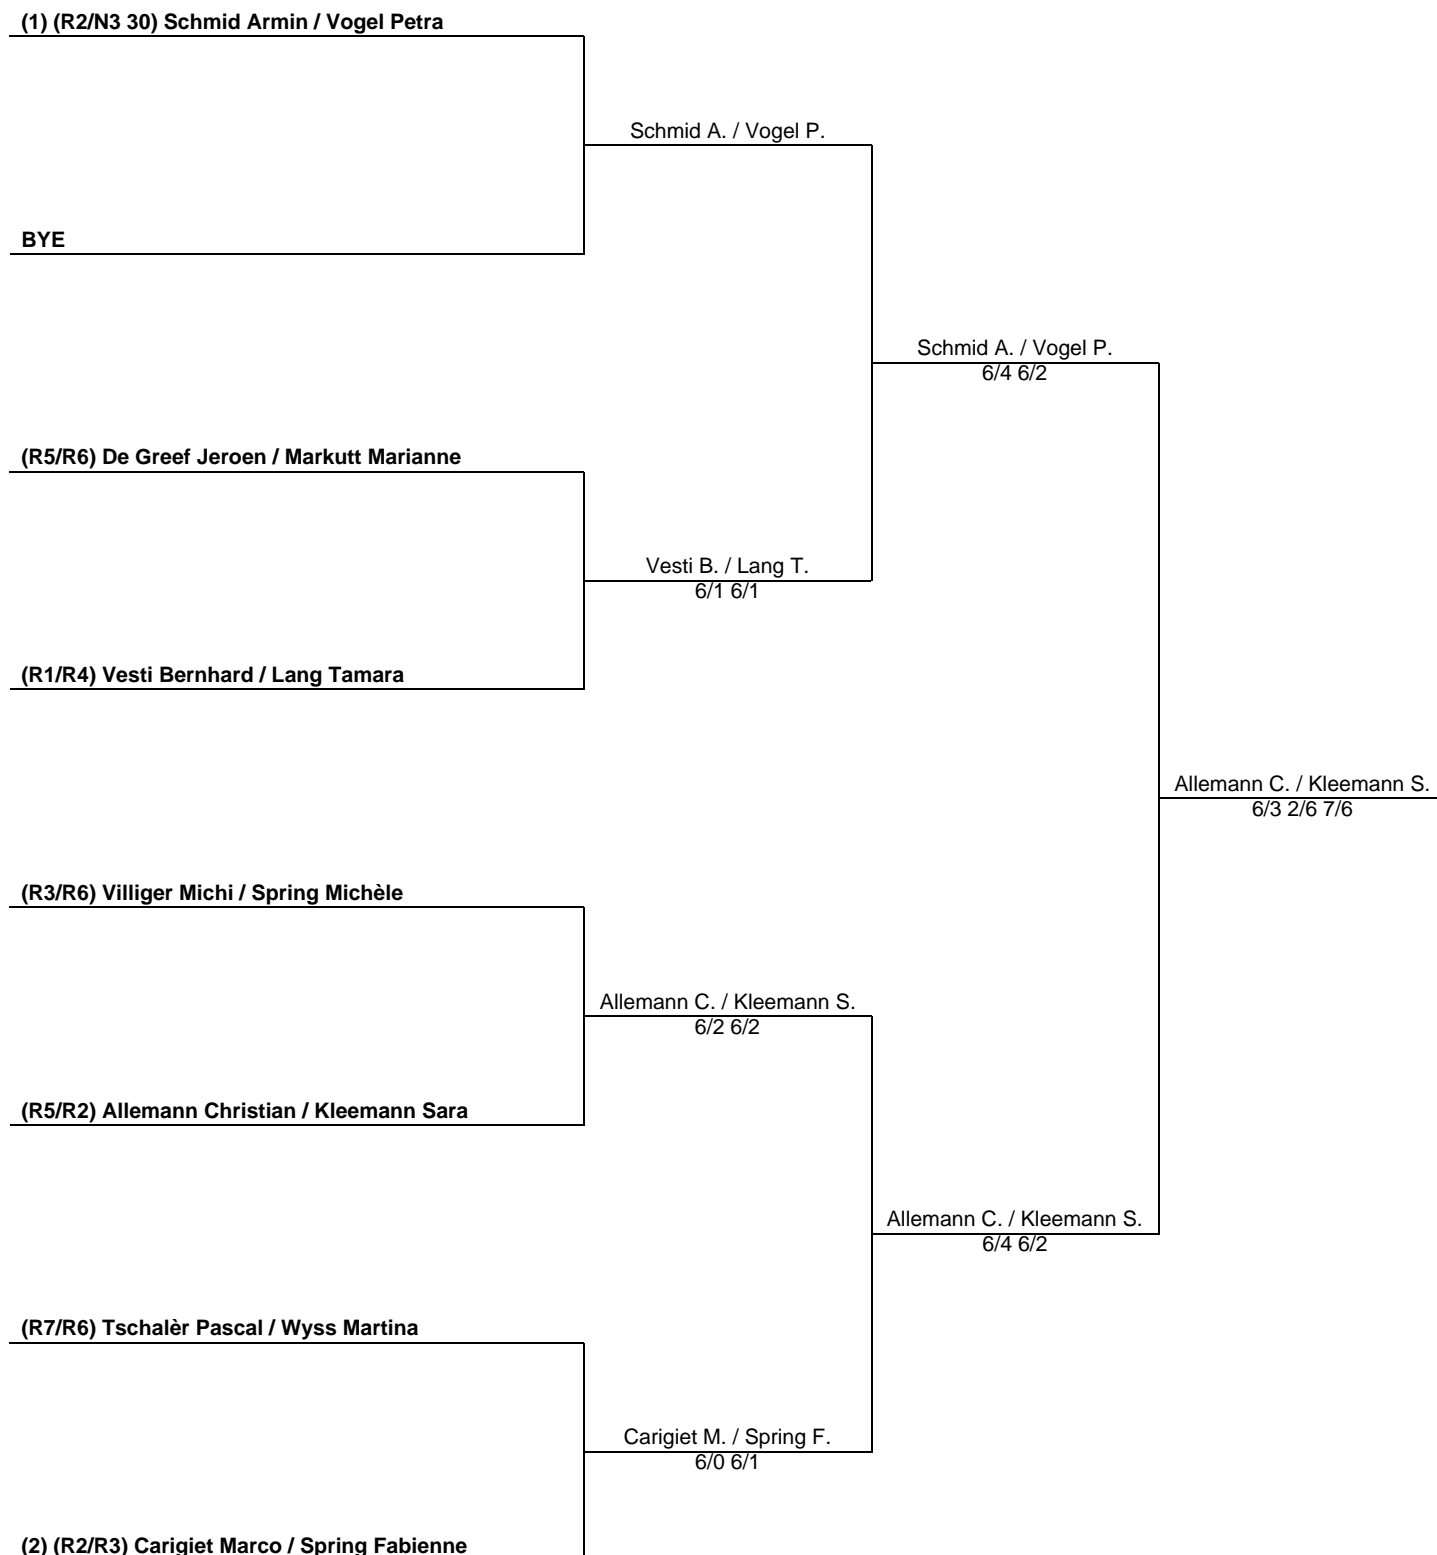 (1) (R2/N3 30) Schmid Armin / Vogel Petra
Schmid A. / Vogel P.
BYE
Schmid A. / Vogel P.
6/4 6/2
(R5/R6) De Greef Jeroen / Markutt Marianne
Vesti B. / Lang T.
6/1 6/1
(R1/R4) Vesti Bernhard / Lang Tamara
Allemann C. / Kleemann S.
6/3 2/6 7/6
(R3/R6) Villiger Michi / Spring Michèle
Allemann C. / Kleemann S.
6/2 6/2
(R5/R2) Allemann Christian / Kleemann Sara
Allemann C. / Kleemann S.
6/4 6/2
(R7/R6) Tschalèr Pascal / Wyss Martina
Carigiet M. / Spring F.
6/0 6/1
(2) (R2/R3) Carigiet Marco / Spring Fabienne